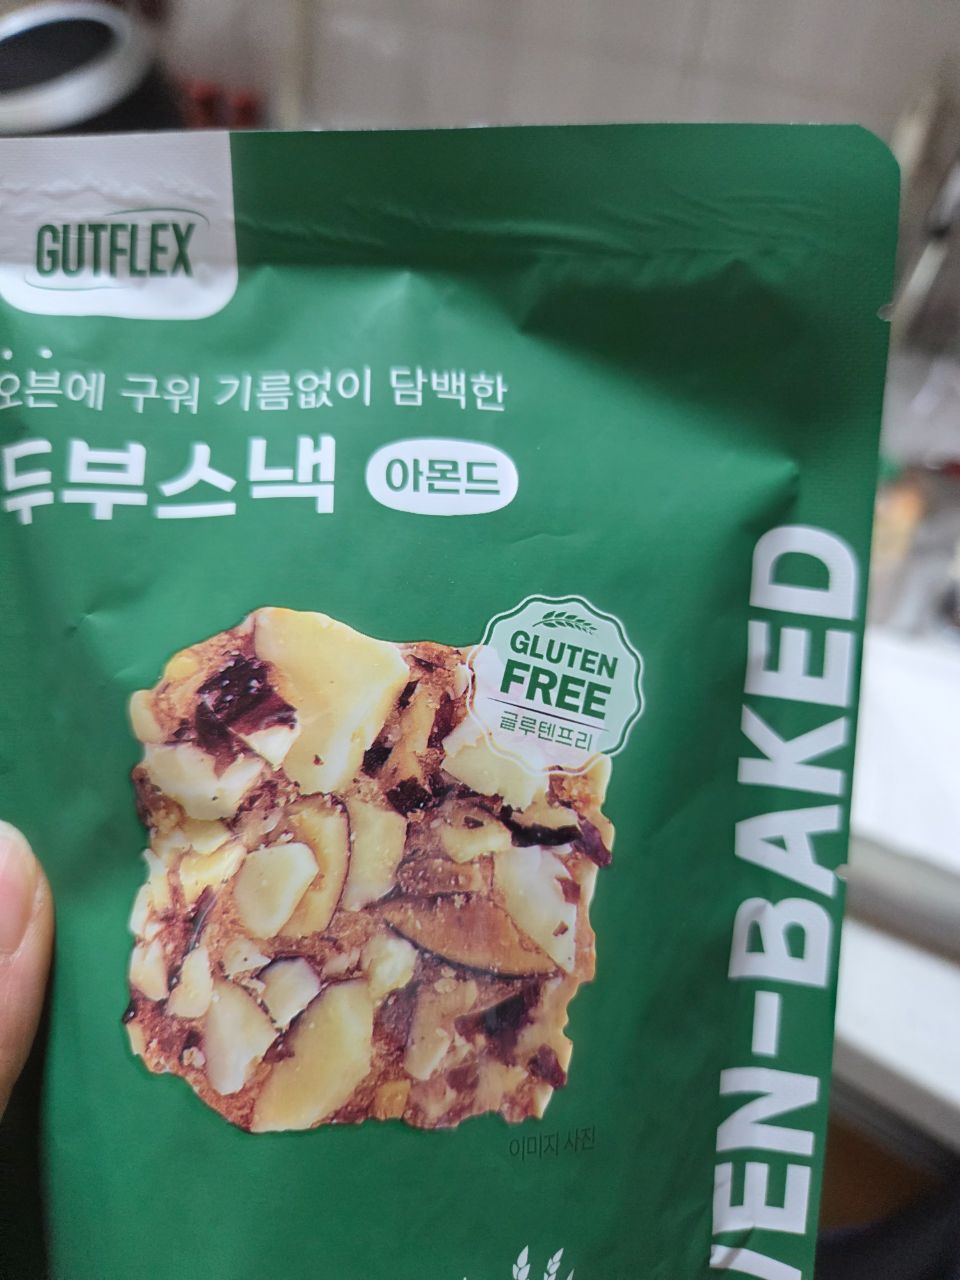 GUTFLEX
오븐에 구워 기름없이 담백한
두부스낵 아몬드
GLUTEN
FREE
글루텐프리
EN-BAKED
이미지 사진